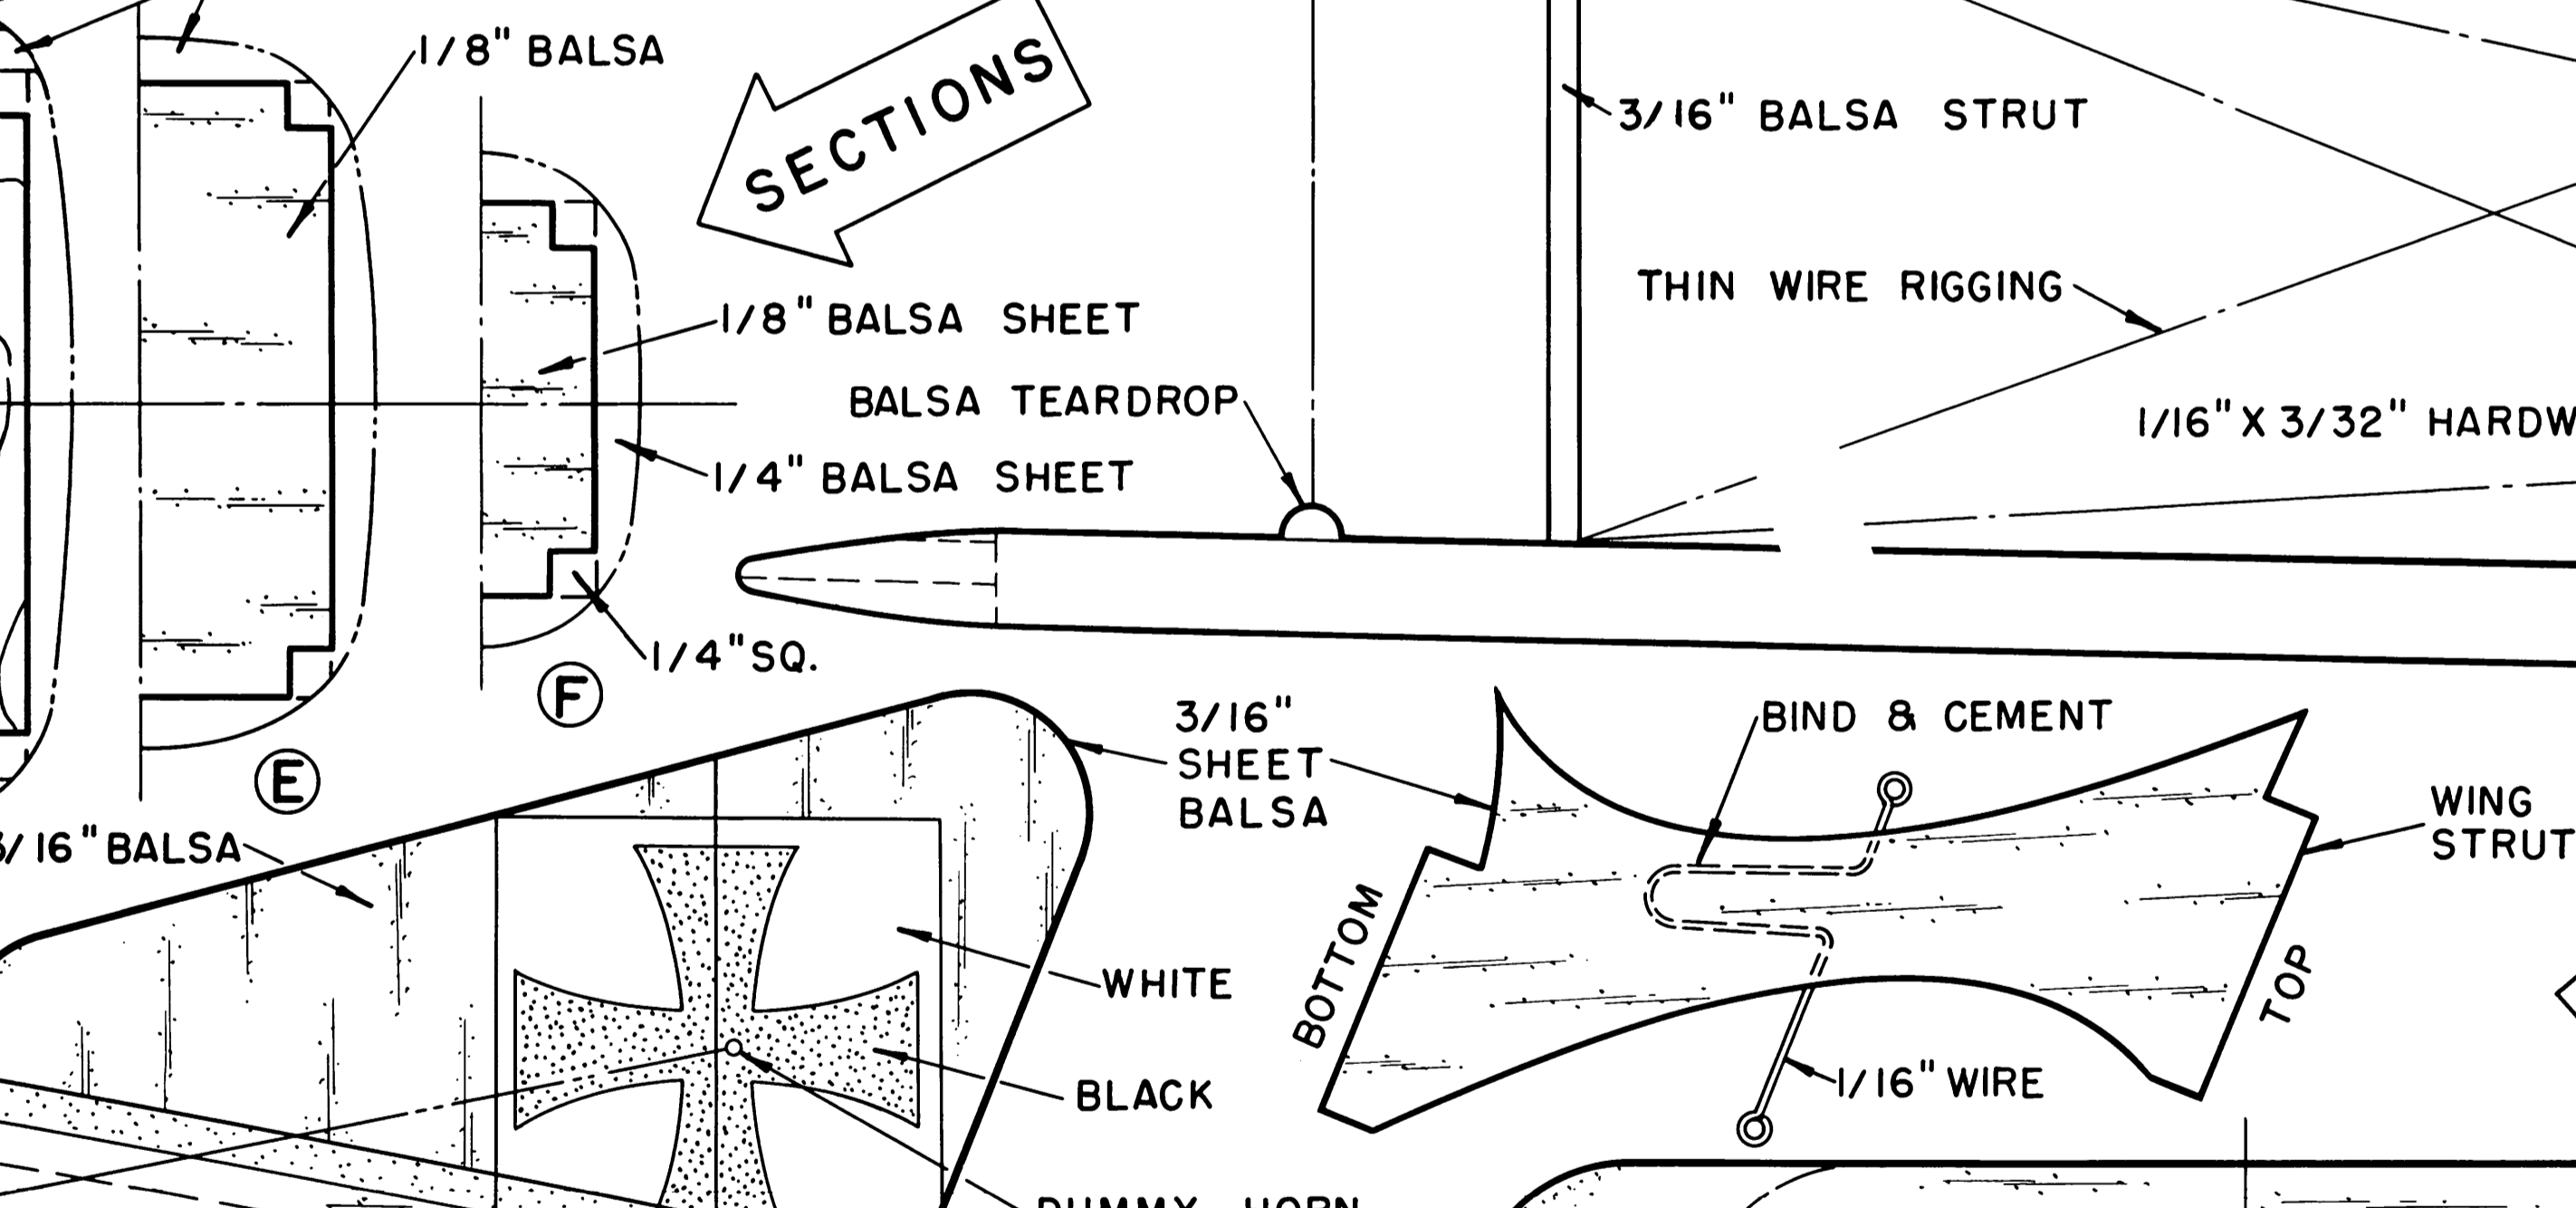 1/8" BALSA
SECTIONS
3/16" BALSA STRUT
THIN WIRE RIGGING
1/8" BALSA SHEET
BALSA TEARDROP
1/16" X 3/32" HARDW
1/4" BALSA SHEET
1/4" SQ.
F
E
3/16"
SHEET
BALSA
BIND & CEMENT
WING
STRUT
/16" BALSA
BOTTOM
TOP
WHITE
BLACK
1/16" WIRE
DUMMY HORN